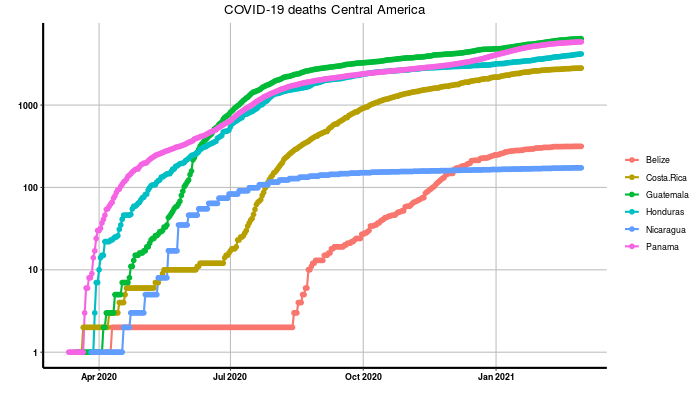 COVID-19 deaths Central America
1000
100
10
1
Apr 2020 Jul 2020 Oct 2020 Jan 2021
Belize
Costa.Rica
Guatemala
Honduras
Nicaragua
Panama